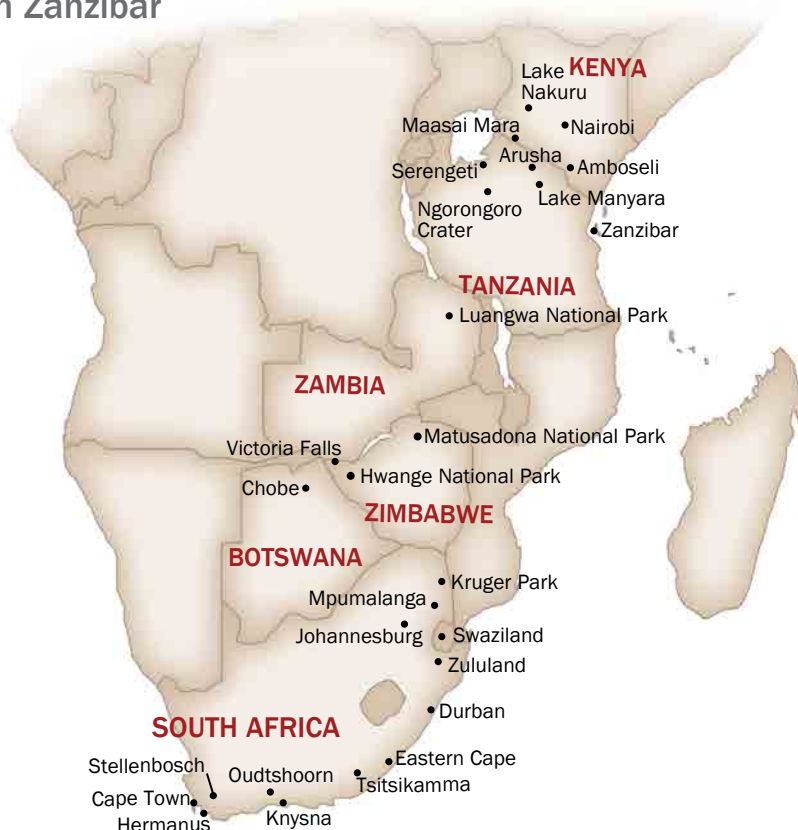 n Zanzibar
Lake KENYA
Nakuru
Maasai Mara
Nairobi
Arusha
Serengeti
Amboseli
Lake Manyara
Ngorongoro
Crater
Zanzibar
TANZANIA
Luangwa National Park
ZAMBIA
Matusadona National Park
Victoria Falls
Hwange National Park
Chobe
ZIMBABWE
BOTSWANA
Kruger Park
Mpumalanga
Johannesburg
Swaziland
Zululand
Durban
SOUTH AFRICA
Eastern Cape
Stellenbosch
Oudtshoorn
Tsitsikamma
Cape Town
Knysna
Hermanus